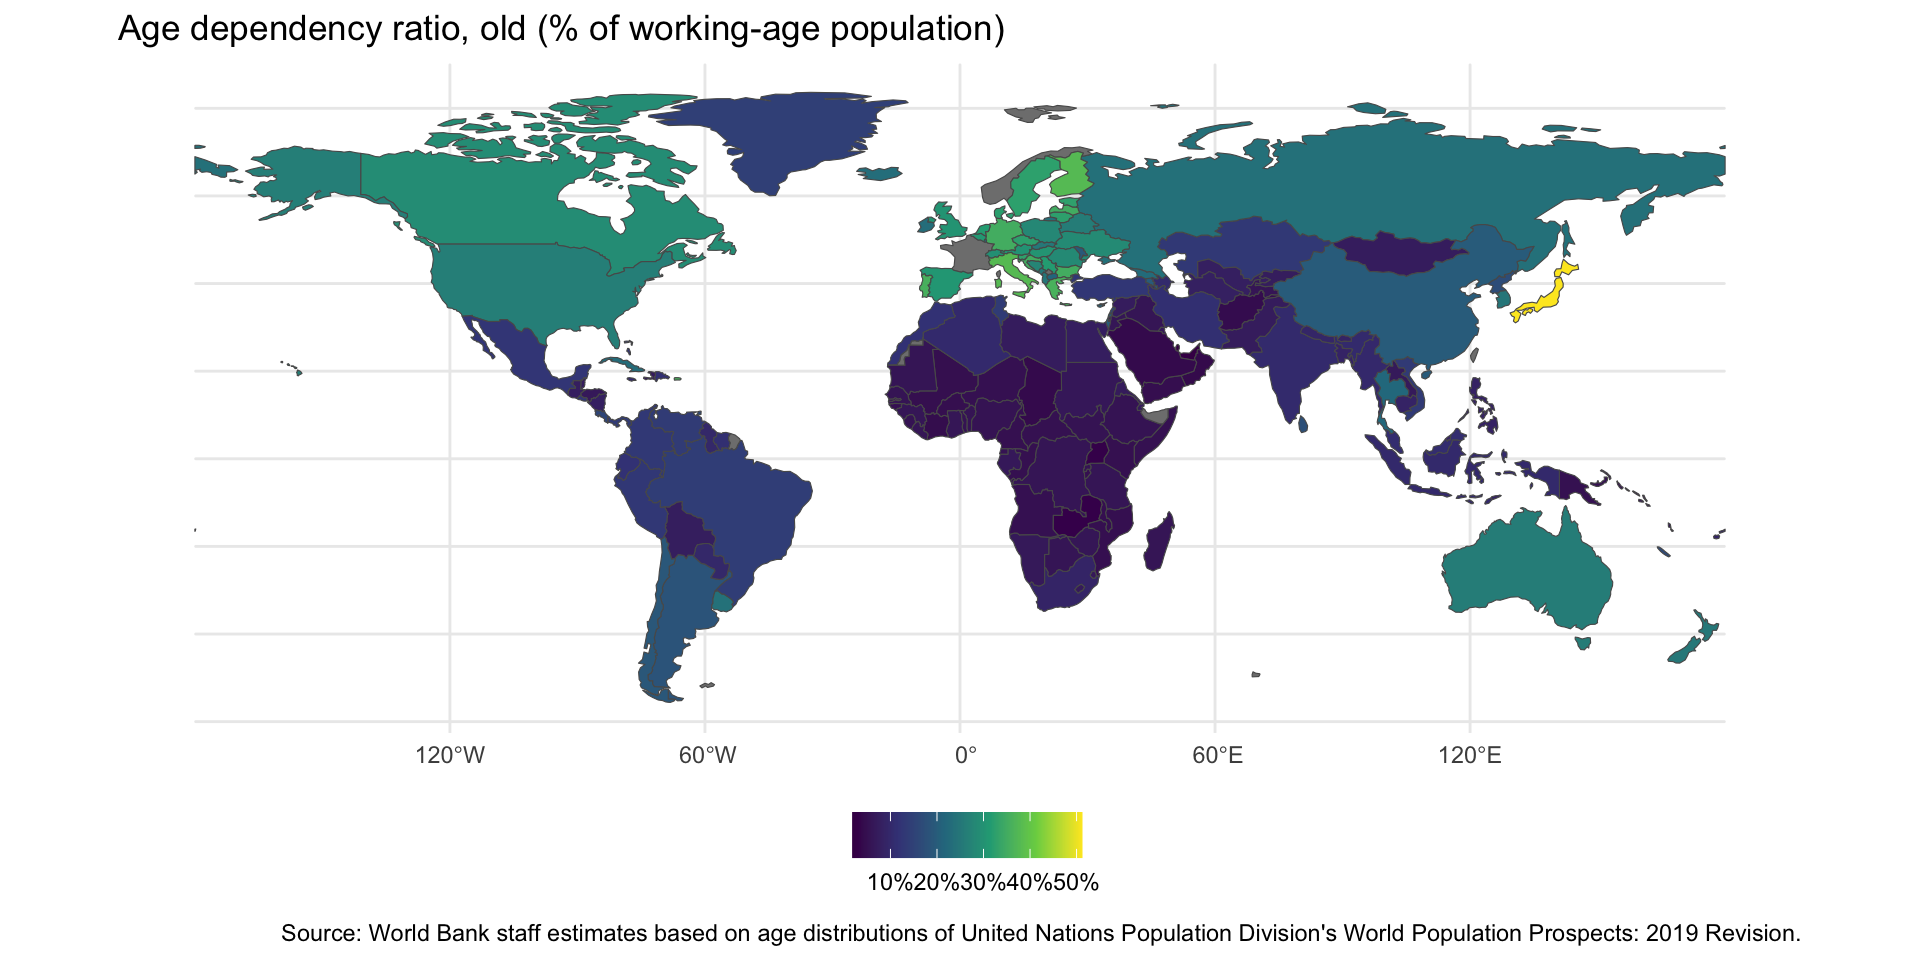 Age dependency ratio, old (% of working-age population)
120°W 60°W 0° 60°E 120°E
10%20%30%40%50%
Source: World Bank staff estimates based on age distributions of United Nations Population Division's World Population Prospects: 2019 Revision.